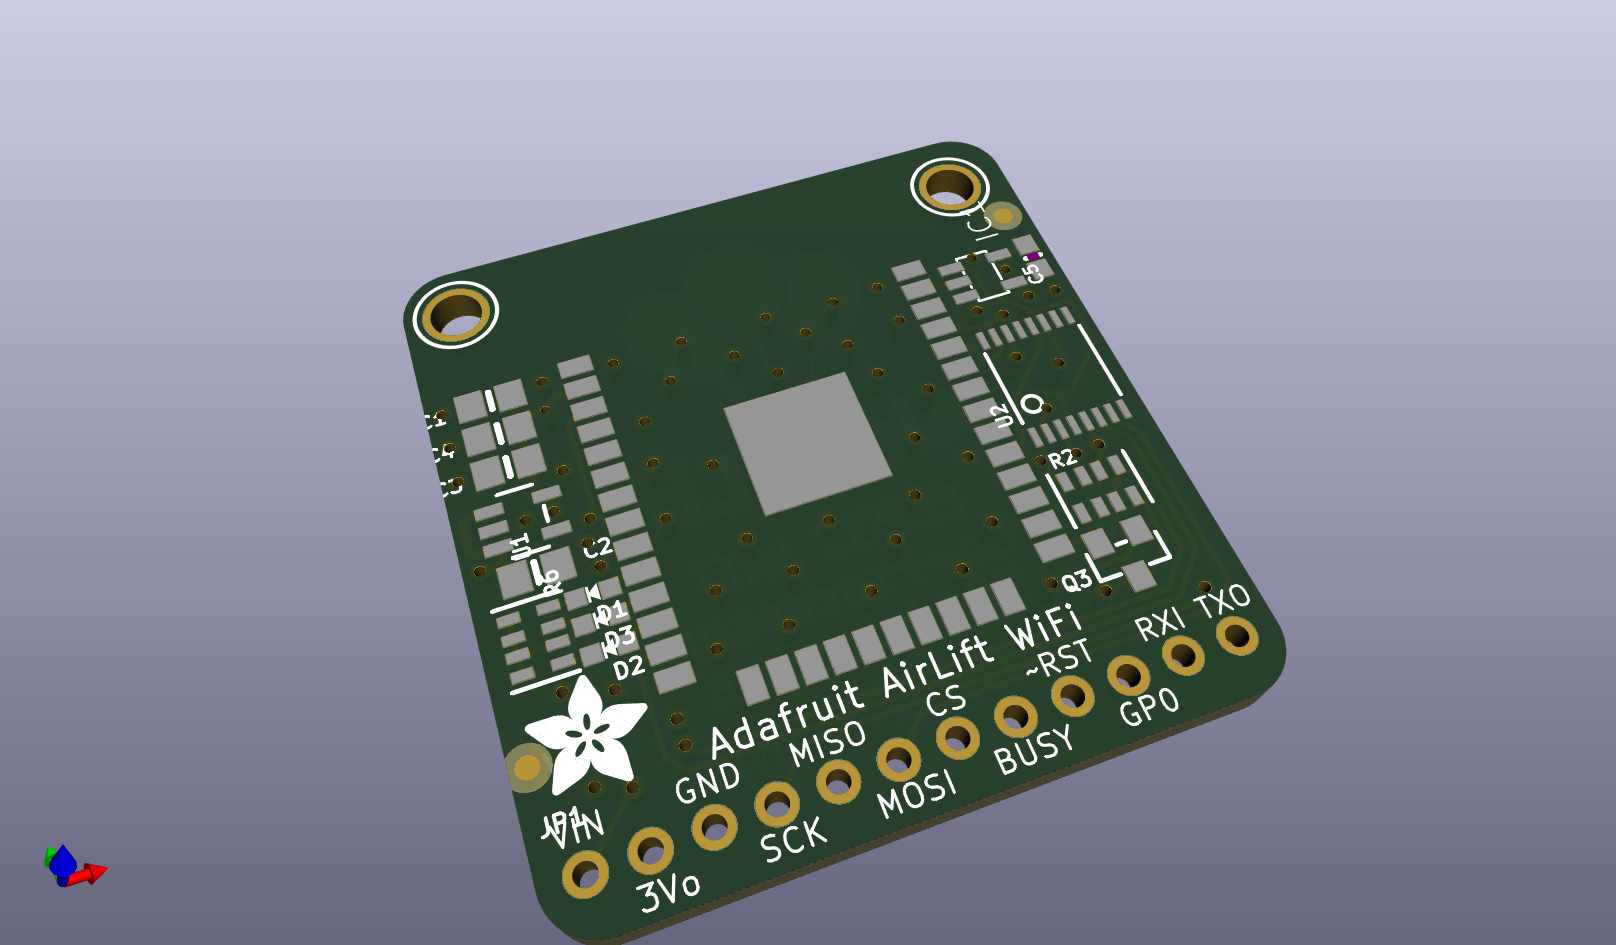 IC1
C5
C1
C4
C3
U2
R2
U1
C2
R6
D1
D3
D2
Q3
Adafruit AirLift WiFi
JP1
VIN
3Vo
GND
SCK
MISO
MOSI
CS
BUSY
~RST
GP0
RXI
TXO